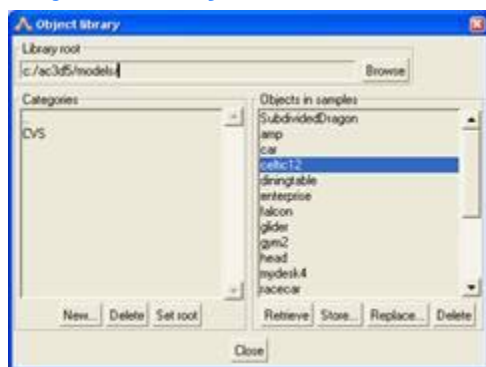 Object library
Library root
c:/ac3d5/models/
Browse
Categories
..
CVS
New... Delete Set root
Objects in samples
SubdividedDragon
amp
car
celtic12
diningtable
enterprise
falcon
glider
gym2
head
mydesk4
racecar
Retrieve Store... Replace... Delete
Close